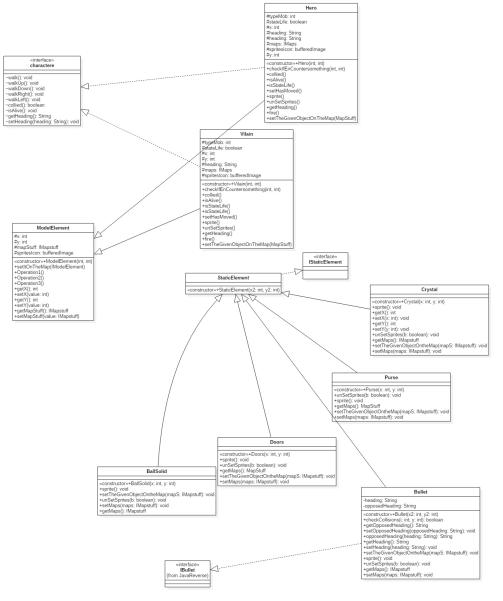 Hero
#typeMob: int
#stateLife: boolean
#x: int
#heading: String
#heading: String
#maps: IMaps
#spritesIcon: bufferedImage
#y: int
«constructor»+Hero(int, int)
+checkIfEnCountersomething(int, int)
+collied()
+isAlive()
+isStateLife()
+setHasMoved()
+sprite()
+unSetSprites()
+getHeading()
+fire()
+setTheGivenObjectOnTheMap(MapStuff)
«interface»
charactere
~walk(): void
~walkUp(): void
~walkDown(): void
~walkRight(): void
~walkLeft(): void
~collied(): boolean
~isAlive(): void
~getHeading(): String
~setHeading(heading: String): void
Vilain
#typeMob: int
#stateLife: boolean
#x: int
#y: int
#heading: String
#maps: IMaps
#spritesIcon: bufferedImage
«constructor»+Vilain(int, int)
+checkIfEnCountersomething(int, int)
+collied()
+isAlive()
+isStateLife()
+isStateLife()
+setHasMoved()
+sprite()
+unSetSprites()
+getHeading()
+fire()
+setTheGivenObjectOnTheMap(MapStuff)
ModelElement
#x: int
#y: int
#mapStuff: IMapstuff
#spritesIcon: bufferedImage
«constructor»+ModelElement(int, int)
+setItOnTheMap(IModelElement)
+Operation1()
+Operation2()
+Operation3()
+getX(): int
+setX(value: int)
+getY(): int
+setY(value: int)
+getMapStuff(): IMapstuff
+setMapStuff(value: IMapstuff)
«interface»
IStaticElement
StaticElement
«constructor»+StaticElement(x2: int, y2: int)
Crystal
«constructor»+Crystal(x: int, y: int)
+sprite(): void
+getX(): int
+setX(x: int): void
+getY(): int
+setY(y: int): void
+unSetSprites(b: boolean): void
+getMaps(): IMapstuff
+setTheGivenObjectOntheMap(mapS: IMapstuff): void
+setMaps(maps: IMapstuff): void
Purse
«constructor»+Purse(x: int, y: int)
+unSetSprites(b: boolean): void
+sprite(): void
+getMaps(): MapStuff
+setTheGivenObjectOntheMap(mapS: IMapstuff): void
+setMaps(maps: IMapstuff): void
Doors
«constructor»+Doors(x: int, y: int)
+sprite(): void
+unSetSprites(b: boolean): void
+getMaps(): MapStuff
+setTheGivenObjectOntheMap(mapS: IMapstuff): void
+setMaps(maps: IMapstuff): void
BallSolid
«constructor»+BallSolid(x: int, y: int)
+sprite(): void
+setTheGivenObjectOntheMap(mapS: IMapstuff): void
+unSetSprites(b: boolean): void
+setMaps(maps: IMapstuff): void
+getMaps(): IMapstuff
Bullet
-heading: String
-opposedHeading: String
«constructor»+Bullet(x2: int, y2: int)
+checkCollisons(i: int, y: int): boolean
+getOpposedHeading(): String
+setOpposedHeading(opposedHeading: String): void
+opposedHeading(heading: String): String
+getHeading(): String
+setHeading(heading: String): void
+setTheGivenObjectOntheMap(mapS: IMapstuff): void
+sprite(): void
+unSetSprites(b: boolean): void
+getMaps(): IMapstuff
+setMaps(maps: IMapstuff): void
«interface»
IBullet
(from JavaReverse)